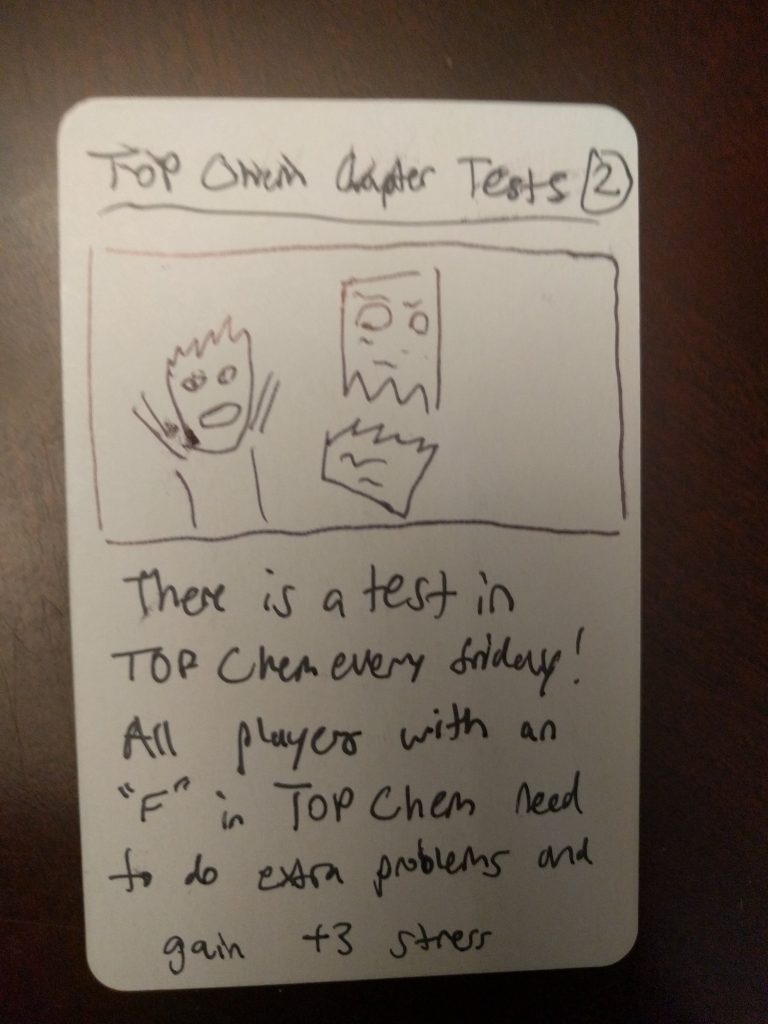 TOP Chem Chapter Tests 2
There is a test in
TOP Chem every friday!
All players with an
"F" in TOP Chem need
to do extra problems and
gain +3 stress